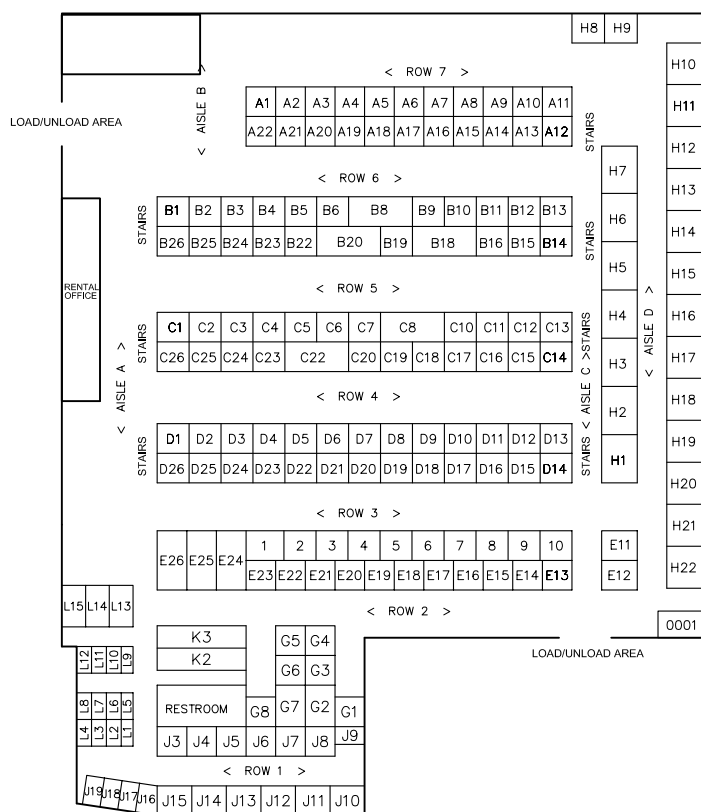 H8 H9
H10
< ROW 7 >
< AISLE B >
A1 A2 A3 A4 A5 A6 A7 A8 A9 A10 A11
H11
LOAD/UNLOAD AREA
A22 A21 A20 A19 A18 A17 A16 A15 A14 A13 A12
STAIRS
H12
H7
< ROW 6 >
H13
B1 B2 B3 B4 B5 B6 B8 B9 B10 B11 B12 B13
STAIRS
STAIRS
H6
H14
B26 B25 B24 B23 B22 B20 B19 B18 B16 B15 B14
H5
H15
RENTAL
OFFICE
< ROW 5 >
H4
H16
< AISLE D >
C1 C2 C3 C4 C5 C6 C7 C8 C10 C11 C12 C13
STAIRS
STAIRS
C26 C25 C24 C23 C22 C20 C19 C18 C17 C16 C15 C14
H3
H17
< AISLE A >
< AISLE C >
< ROW 4 >
H2
H18
D1 D2 D3 D4 D5 D6 D7 D8 D9 D10 D11 D12 D13
STAIRS
STAIRS
H19
D26 D25 D24 D23 D22 D21 D20 D19 D18 D17 D16 D15 D14
H1
H20
< ROW 3 >
H21
E26 E25 E24
1 2 3 4 5 6 7 8 9 10
E11
E23 E22 E21 E20 E19 E18 E17 E16 E15 E14 E13
E12
H22
L15 L14 L13
< ROW 2 >
0001
K3
G5 G4
LOAD/UNLOAD AREA
L12 L11 L10 L9
K2
G6 G3
L8 L7 L6 L5
RESTROOM
G8 G7 G2 G1
L4 L3 L2 L1
J3 J4 J5 J6 J7 J8 J9
< ROW 1 >
J19 J18 J17 J16 J15 J14 J13 J12 J11 J10